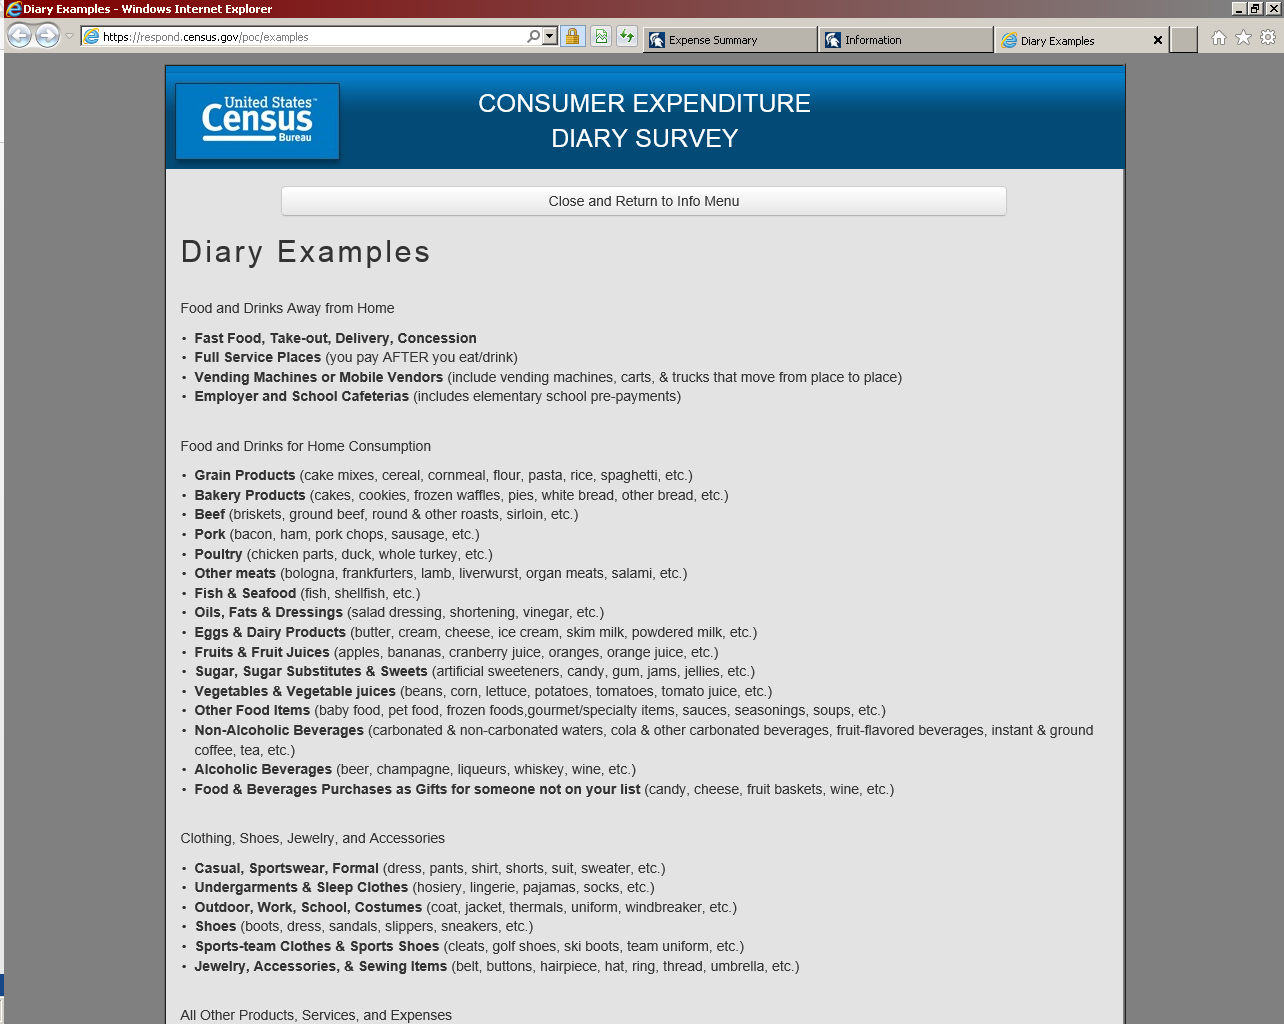 Diary Examples - Windows Internet Explorer
https://respond.census.gov/poc/examples
Expense Summary
Information
Diary Examples
United States™
Census
Bureau
CONSUMER EXPENDITURE
DIARY SURVEY
Close and Return to Info Menu
Diary Examples
Food and Drinks Away from Home
• Fast Food, Take-out, Delivery, Concession
• Full Service Places (you pay AFTER you eat/drink)
• Vending Machines or Mobile Vendors (include vending machines, carts, & trucks that move from place to place)
• Employer and School Cafeterias (includes elementary school pre-payments)
Food and Drinks for Home Consumption
• Grain Products (cake mixes, cereal, cornmeal, flour, pasta, rice, spaghetti, etc.)
• Bakery Products (cakes, cookies, frozen waffles, pies, white bread, other bread, etc.)
• Beef (briskets, ground beef, round & other roasts, sirloin, etc.)
• Pork (bacon, ham, pork chops, sausage, etc.)
• Poultry (chicken parts, duck, whole turkey, etc.)
• Other meats (bologna, frankfurters, lamb, liverwurst, organ meats, salami, etc.)
• Fish & Seafood (fish, shellfish, etc.)
• Oils, Fats & Dressings (salad dressing, shortening, vinegar, etc.)
• Eggs & Dairy Products (butter, cream, cheese, ice cream, skim milk, powdered milk, etc.)
• Fruits & Fruit Juices (apples, bananas, cranberry juice, oranges, orange juice, etc.)
• Sugar, Sugar Substitutes & Sweets (artificial sweeteners, candy, gum, jams, jellies, etc.)
• Vegetables & Vegetable juices (beans, corn, lettuce, potatoes, tomatoes, tomato juice, etc.)
• Other Food Items (baby food, pet food, frozen foods,gourmet/specialty items, sauces, seasonings, soups, etc.)
• Non-Alcoholic Beverages (carbonated & non-carbonated waters, cola & other carbonated beverages, fruit-flavored beverages, instant & ground
coffee, tea, etc.)
• Alcoholic Beverages (beer, champagne, liqueurs, whiskey, wine, etc.)
• Food & Beverages Purchases as Gifts for someone not on your list (candy, cheese, fruit baskets, wine, etc.)
Clothing, Shoes, Jewelry, and Accessories
• Casual, Sportswear, Formal (dress, pants, shirt, shorts, suit, sweater, etc.)
• Undergarments & Sleep Clothes (hosiery, lingerie, pajamas, socks, etc.)
• Outdoor, Work, School, Costumes (coat, jacket, thermals, uniform, windbreaker, etc.)
• Shoes (boots, dress, sandals, slippers, sneakers, etc.)
• Sports-team Clothes & Sports Shoes (cleats, golf shoes, ski boots, team uniform, etc.)
• Jewelry, Accessories, & Sewing Items (belt, buttons, hairpiece, hat, ring, thread, umbrella, etc.)
All Other Products, Services, and Expenses